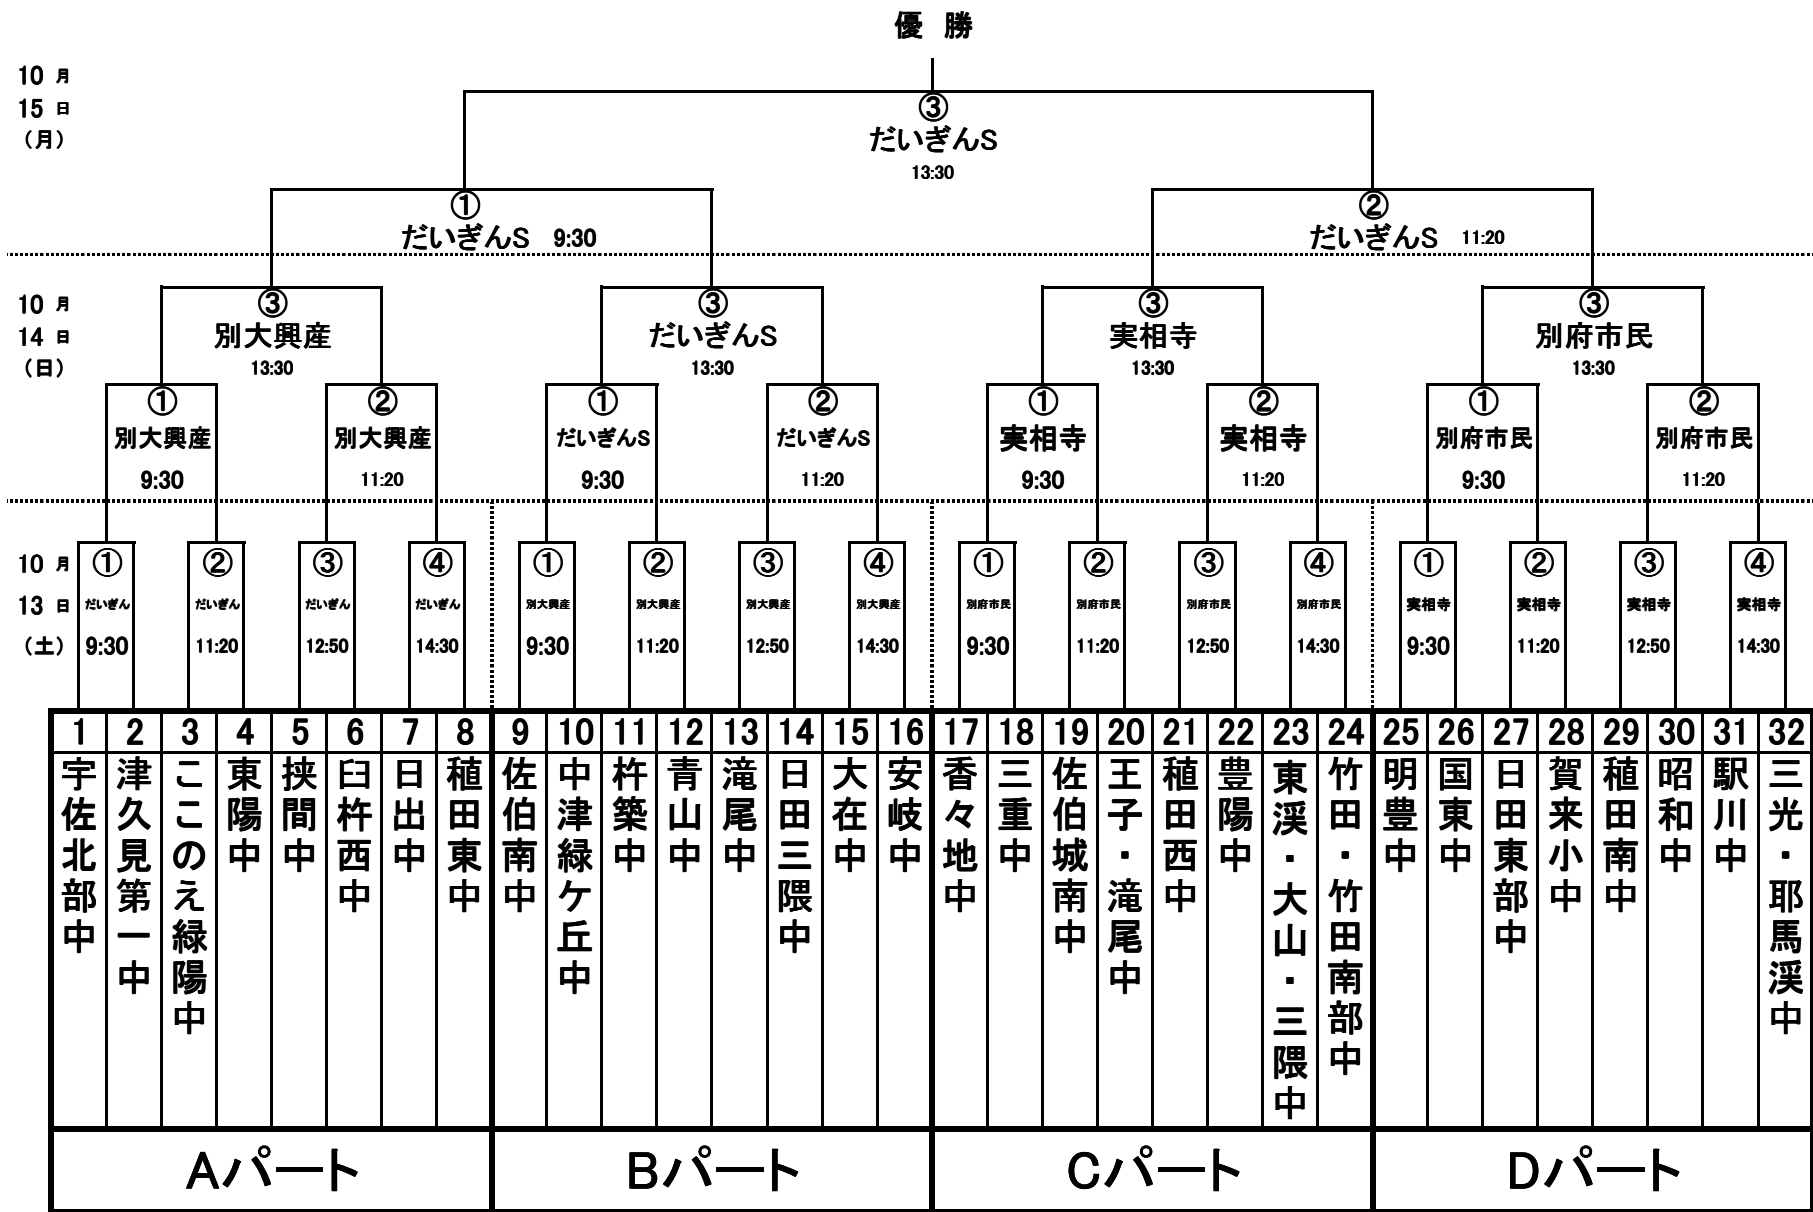 優 勝
10 月
15 日
（月）
③
だいぎんS
13:30
①
だいぎんS 9:30
②
だいぎんS 11:20
10 月
14 日
（日）
③
別大興産
13:30
③
だいぎんS
13:30
③
実相寺
13:30
③
別府市民
13:30
①
別大興産
9:30
②
別大興産
11:20
①
だいぎんS
9:30
②
だいぎんS
11:20
①
実相寺
9:30
②
実相寺
11:20
①
別府市民
9:30
②
別府市民
11:20
10 月
13 日
（土）
①
だいぎん
9:30
②
だいぎん
11:20
③
だいぎん
12:50
④
だいぎん
14:30
①
別大興産
9:30
②
別大興産
11:20
③
別大興産
12:50
④
別大興産
14:30
①
別府市民
9:30
②
別府市民
11:20
③
別府市民
12:50
④
別府市民
14:30
①
実相寺
9:30
②
実相寺
11:20
③
実相寺
12:50
④
実相寺
14:30
1 宇佐北部中
2 津久見第一中
3 ここのえ緑陽中
4 東陽中
5 挟間中
6 臼杵西中
7 日出中
8 稙田東中
9 佐伯南中
10 中津緑ケ丘中
11 杵築中
12 青山中
13 滝尾中
14 日田三隈中
15 大在中
16 安岐中
17 香々地中
18 三重中
19 佐伯城南中
20 王子・滝尾中
21 稙田西中
22 豊陽中
23 東渓・大山・三隈中
24 竹田・竹田南部中
25 明豊中
26 国東中
27 日田東部中
28 賀来小中
29 稙田南中
30 昭和中
31 駅川中
32 三光・耶馬渓中
Aパート
Bパート
Cパート
Dパート